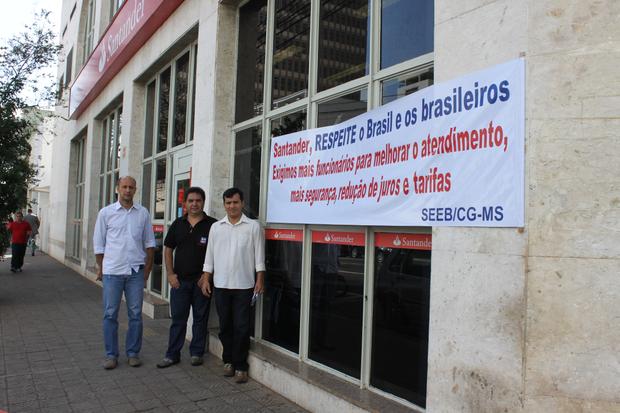 Santander
Santander, RESPEITE o Brasil e os brasileiros
Exigimos mais funcionários para melhorar o atendimento,
mais segurança, redução de juros e tarifas
SEEB/CG-MS
Santander
Santander
Santander